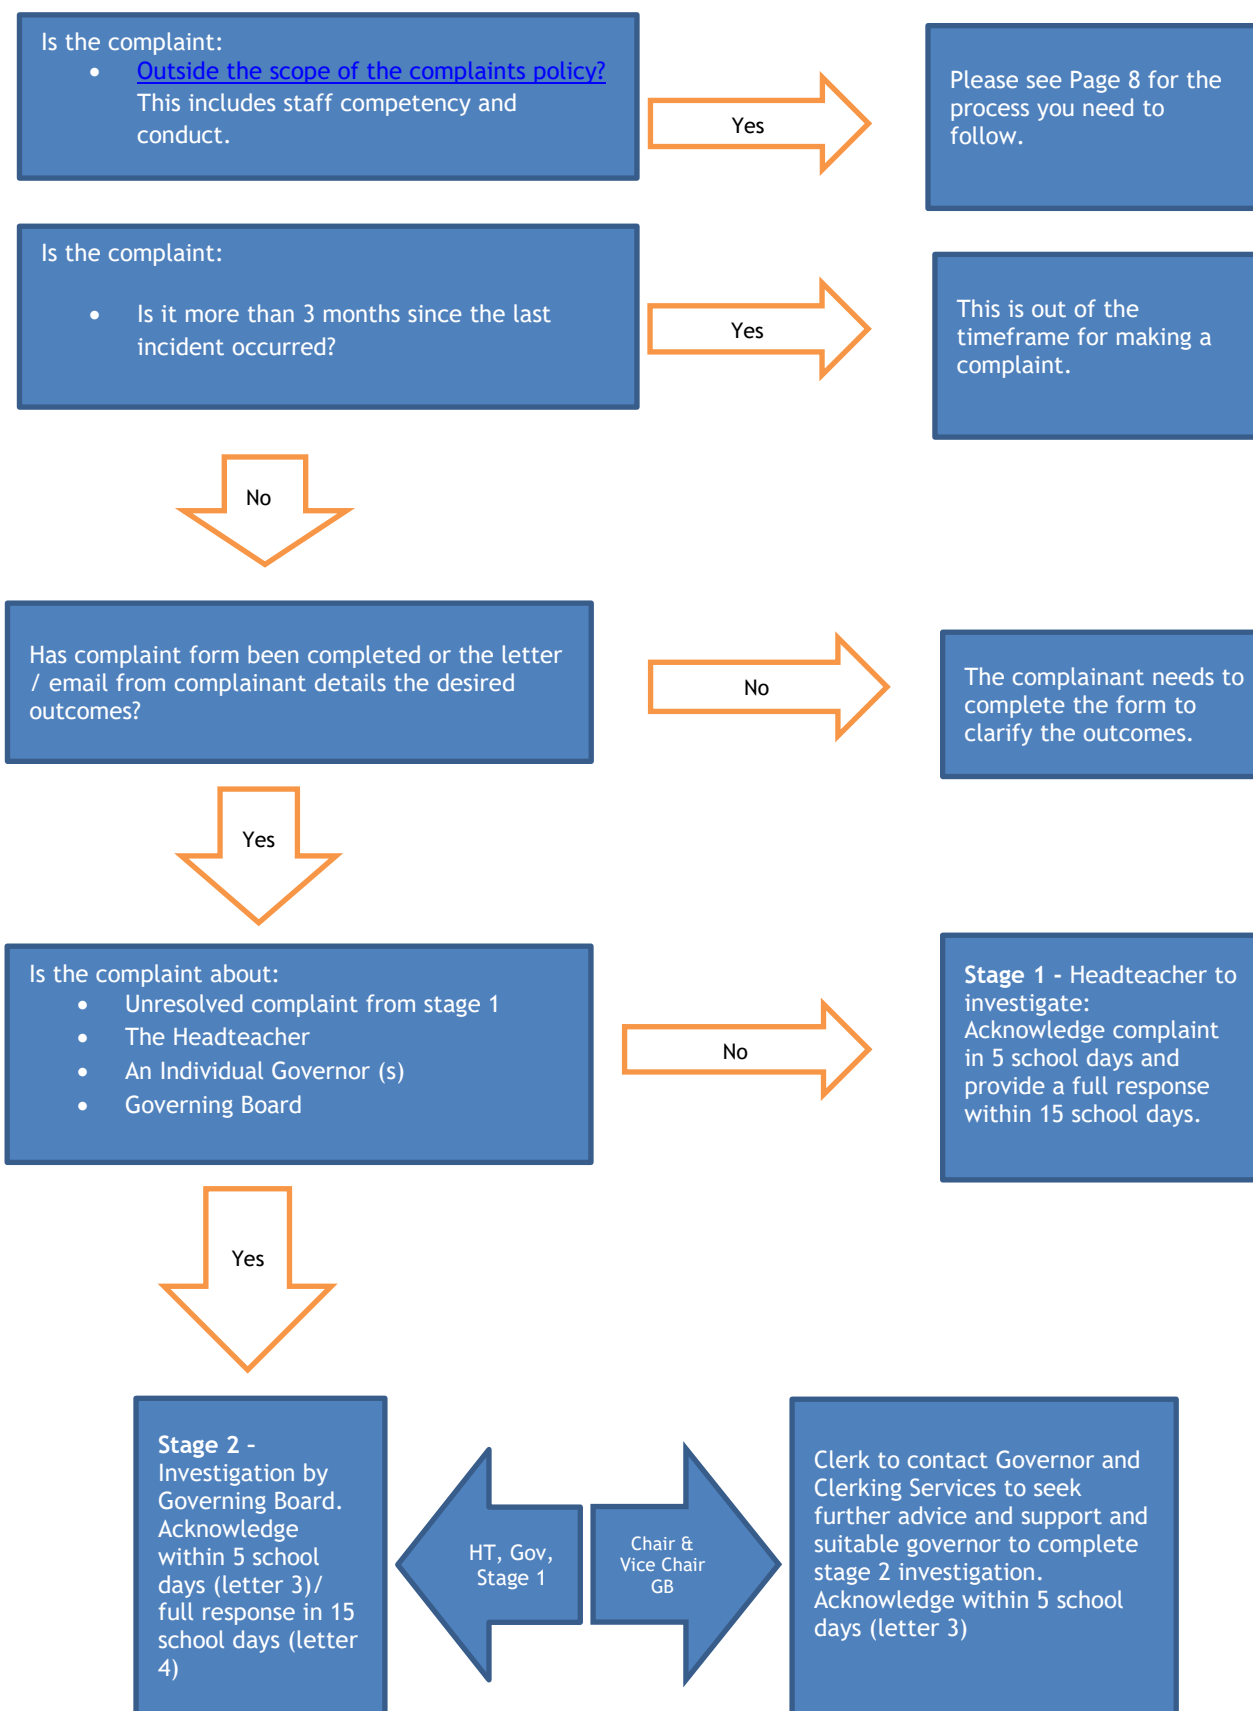 Is the complaint:
• Outside the scope of the complaints policy?
This includes staff competency and
conduct.
Yes
Please see Page 8 for the
process you need to
follow.
Is the complaint:
• Is it more than 3 months since the last
incident occurred?
Yes
This is out of the
timeframe for making a
complaint.
No
Has complaint form been completed or the letter
/ email from complainant details the desired
outcomes?
No
The complainant needs to
complete the form to
clarify the outcomes.
Yes
Is the complaint about:
• Unresolved complaint from stage 1
• The Headteacher
• An Individual Governor (s)
• Governing Board
No
Stage 1 - Headteacher to
investigate:
Acknowledge complaint
in 5 school days and
provide a full response
within 15 school days.
Yes
Stage 2 –
Investigation by
Governing Board.
Acknowledge
within 5 school
days (letter 3)/
full response in 15
school days (letter
4)
HT, Gov,
Stage 1
Chair &
Vice Chair
GB
Clerk to contact Governor and
Clerking Services to seek
further advice and support and
suitable governor to complete
stage 2 investigation.
Acknowledge within 5 school
days (letter 3)